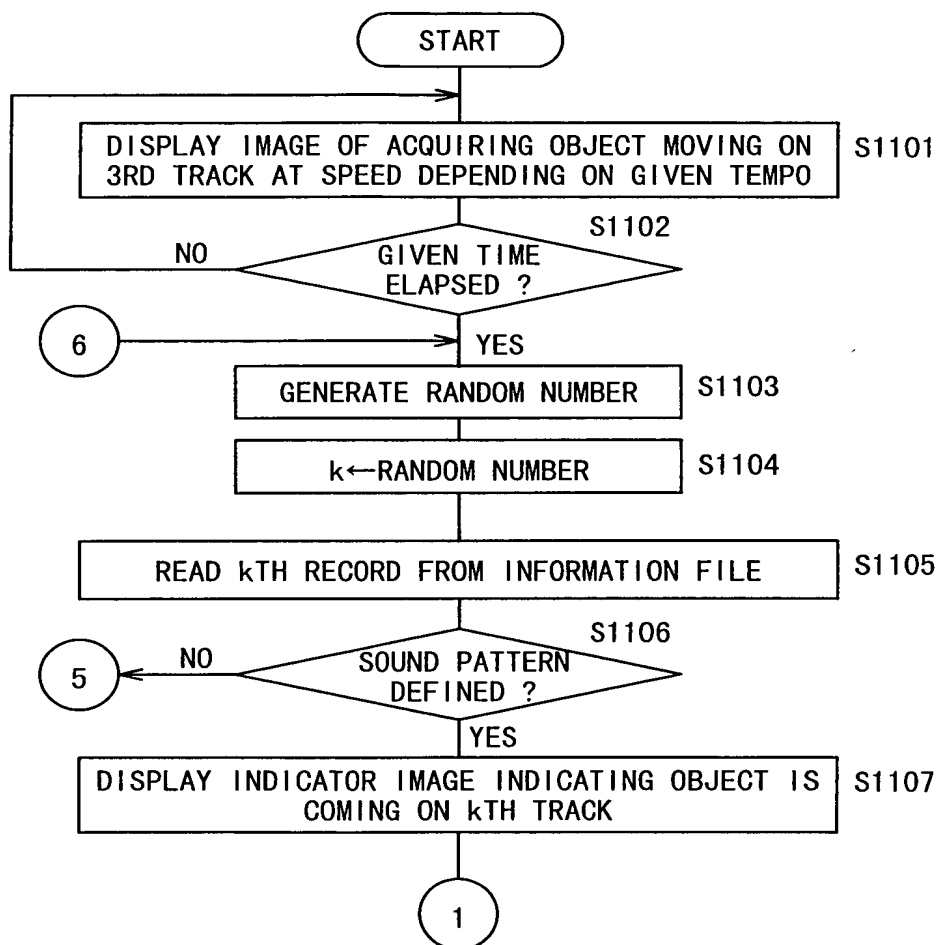 START
DISPLAY IMAGE OF ACQUIRING OBJECT MOVING ON
3RD TRACK AT SPEED DEPENDING ON GIVEN TEMPO
S1101
S1102
NO
GIVEN TIME
ELAPSED ?
6
YES
GENERATE RANDOM NUMBER
S1103
k←RANDOM NUMBER
S1104
READ kTH RECORD FROM INFORMATION FILE
S1105
S1106
5
NO
SOUND PATTERN
DEFINED ?
YES
DISPLAY INDICATOR IMAGE INDICATING OBJECT IS
COMING ON kTH TRACK
S1107
1